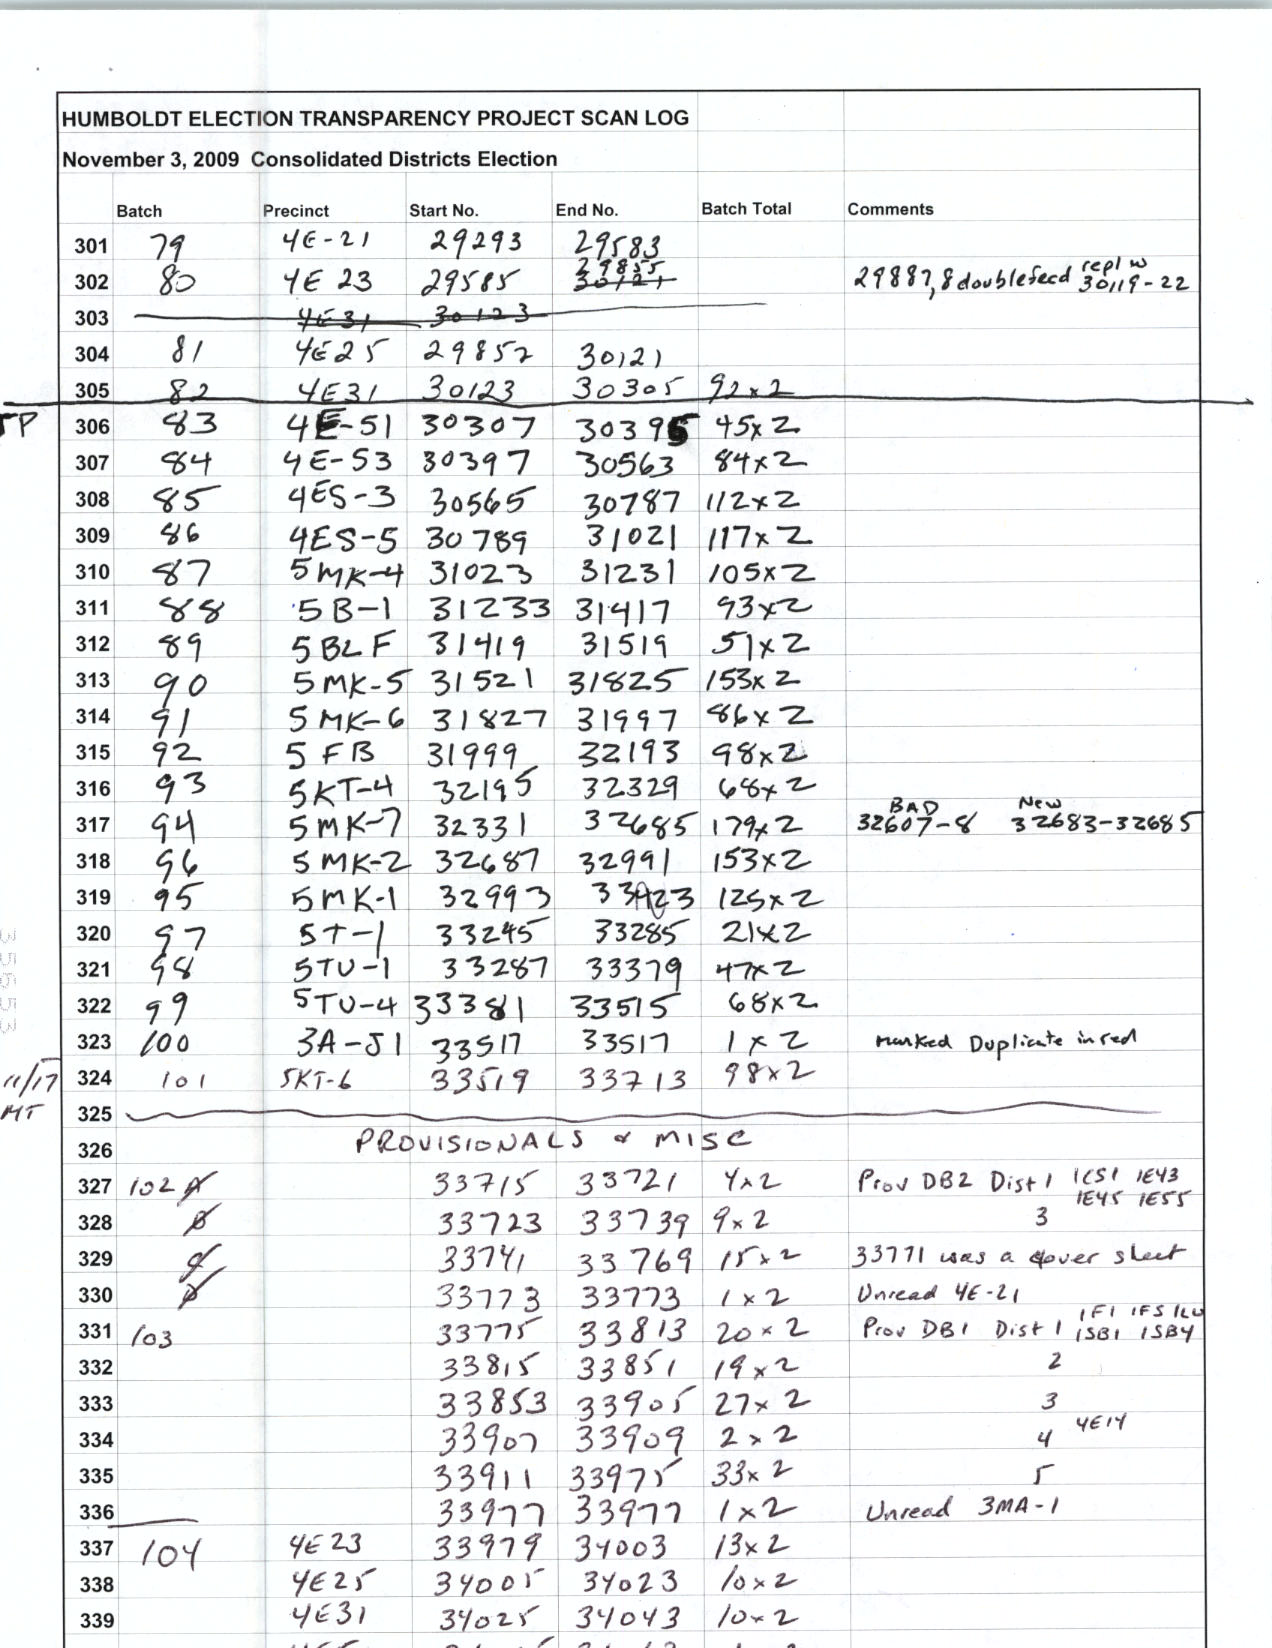 HUMBOLDT ELECTION TRANSPARENCY PROJECT SCAN LOG
November 3, 2009 Consolidated Districts Election
Batch Precinct Start No. End No. Batch Total Comments
301 79 4E-21 29293 29583
302 80 4E 23 29585 29855 30121 29887,8 doublefeed repl w 30119-22
303 4E31 30123
304 81 4E25 29857 30121
305 82 4E31 30123 30305 92x2
306 83 4E-51 30307 30395 45x2
307 84 4E-53 30397 30563 84x2
308 85 4ES-3 30565 30787 112x2
309 86 4ES-5 30789 31021 117x2
310 87 5MK-4 31023 31231 105x2
311 88 5B-1 31233 31417 93x2
312 89 5BLF 31419 31519 51x2
313 90 5MK-5 31521 31825 153x2
314 91 5MK-6 31827 31997 86x2
315 92 5FB 31999 32193 98x2
316 93 5KT-4 32195 32329 68x2
BAD New
317 94 5MK-7 32331 32685 179x2 32607-8 32683-32685
318 96 5MK-2 32687 32991 153x2
319 95 5MK-1 32993 125x2
320 97 5T-1 33245 33285 21x2
321 98 5TU-1 33287 33379 47x2
322 99 5TU-4 33381 33515 68x2
323 100 3A-J1 33517 33517 1x2 marked Duplicate in red
11/17
324 101 5KT-6 33519 33713 98x2
MT
325
326 PROVISIONALS & MISC
327 102 A 33715 33721 4x2 Prov DB2 Dist 1 1CS1 1E43
1E45 1E55
328 B 33723 33739 9x2 3
329 C 33741 33769 15x2 33771 was a cover sheet
330 D 33773 33773 1x2 Unread 4E-21
1F1 1FS 1LO
331 103 33775 33813 20x2 Prov DB1 Dist 1 1SB1 1SB4
332 33815 33851 19x2 2
333 33853 33905 27x2 3
334 33907 33909 2x2 4 4E14
335 33911 33975 33x2 5
336 33977 33977 1x2 Unread 3MA-1
337 104 4E23 33979 34003 13x2
338 4E25 34005 34023 10x2
339 4E31 34025 34043 10x2